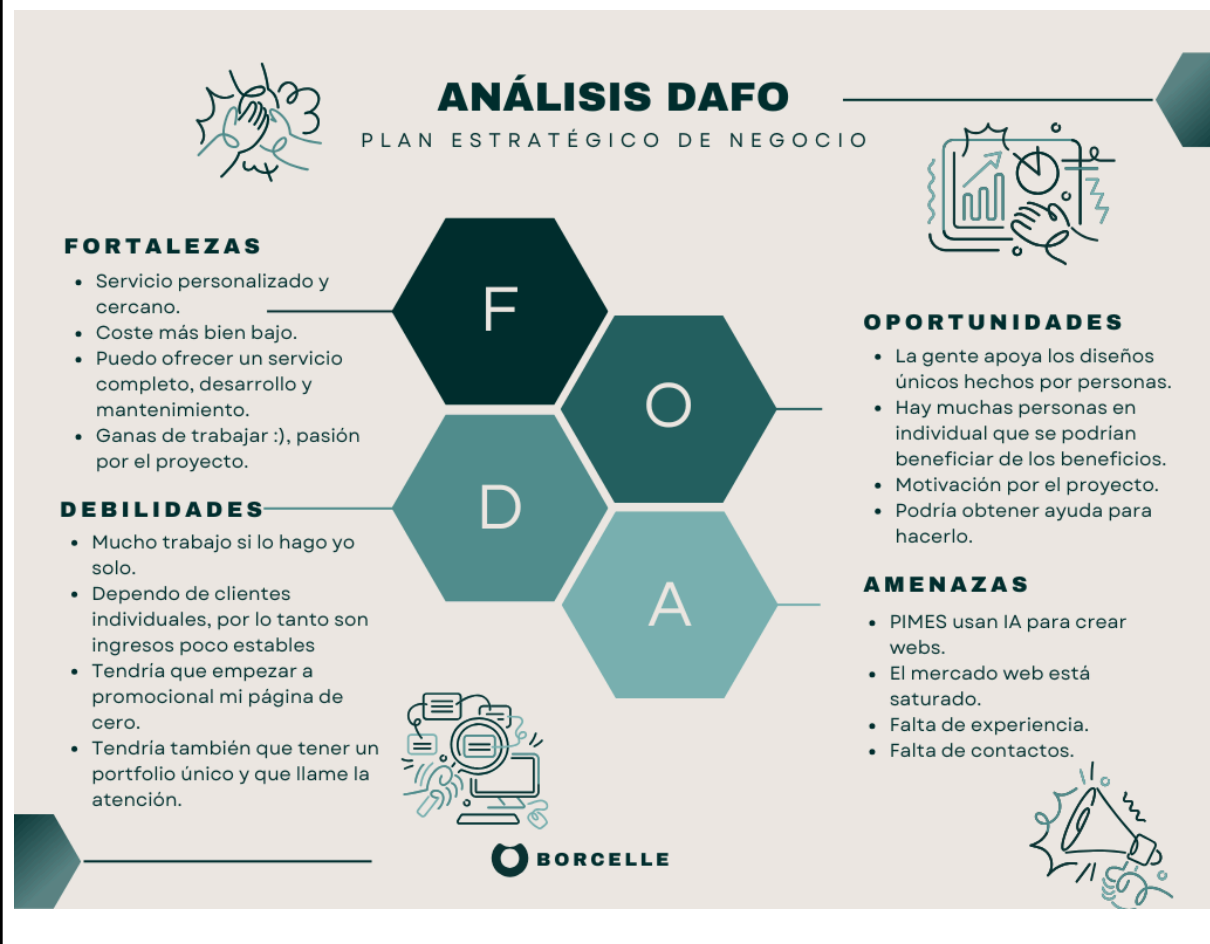 ANÁLISIS DAFO
PLAN ESTRATÉGICO DE NEGOCIO
FORTALEZAS
• Servicio personalizado y
cercano.
• Coste más bien bajo.
• Puedo ofrecer un servicio
completo, desarrollo y
mantenimiento.
• Ganas de trabajar :), pasión
por el proyecto.
DEBILIDADES
• Mucho trabajo si lo hago yo
solo.
• Dependo de clientes
individuales, por lo tanto son
ingresos poco estables
• Tendría que empezar a
promocional mi página de
cero.
• Tendría también que tener un
portfolio único y que llame la
atención.
F
O
D
A
OPORTUNIDADES
• La gente apoya los diseños
únicos hechos por personas.
• Hay muchas personas en
individual que se podrían
beneficiar de los beneficios.
• Motivación por el proyecto.
• Podría obtener ayuda para
hacerlo.
AMENAZAS
• PIMES usan IA para crear
webs.
• El mercado web está
saturado.
• Falta de experiencia.
• Falta de contactos.
BORCELLE